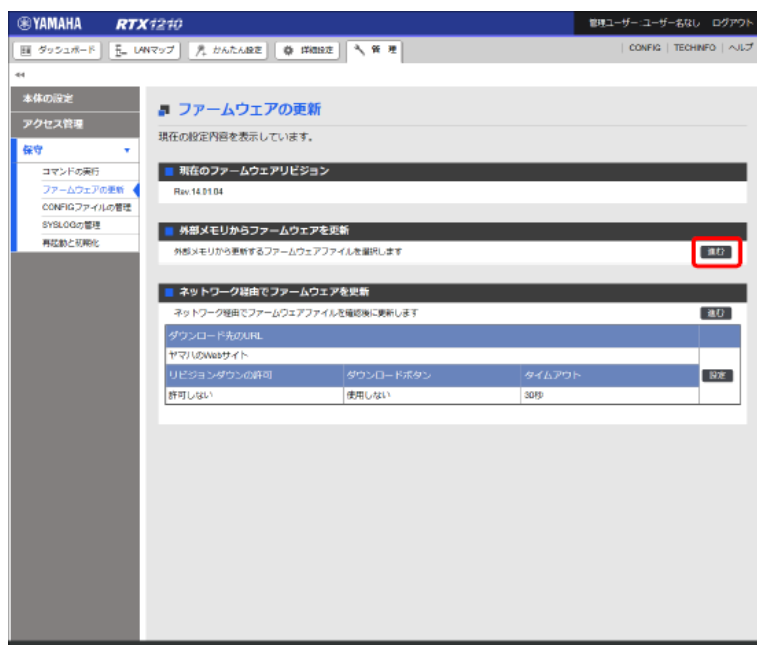 YAMAHA RTX1210 管理ユーザー:ユーザー名なし ログアウト
ダッシュボード LANマップ かんたん設定 詳細設定 管 理 CONFIG TECHINFO ヘルプ
本体の設定
アクセス管理
保守
コマンドの実行
ファームウェアの更新
CONFIGファイルの管理
SYSLOGの管理
再起動と初期化
ファームウェアの更新
現在の設定内容を表示しています。
現在のファームウェアリビジョン
Rev.14.01.04
外部メモリからファームウェアを更新
外部メモリから更新するファームウェアファイルを選択します 進む
ネットワーク経由でファームウェアを更新
ネットワーク経由でファームウェアファイルを確認後に更新します 進む
ダウンロード先のURL
ヤマハのWebサイト
リビジョンダウンの許可 ダウンロードボタン タイムアウト 設定
許可しない 使用しない 30秒